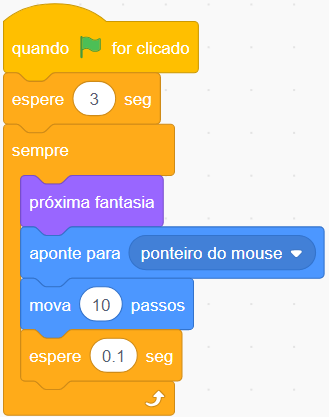 quando for clicado
espere 3 seg
sempre
próxima fantasia
aponte para ponteiro do mouse
mova 10 passos
espere 0.1 seg